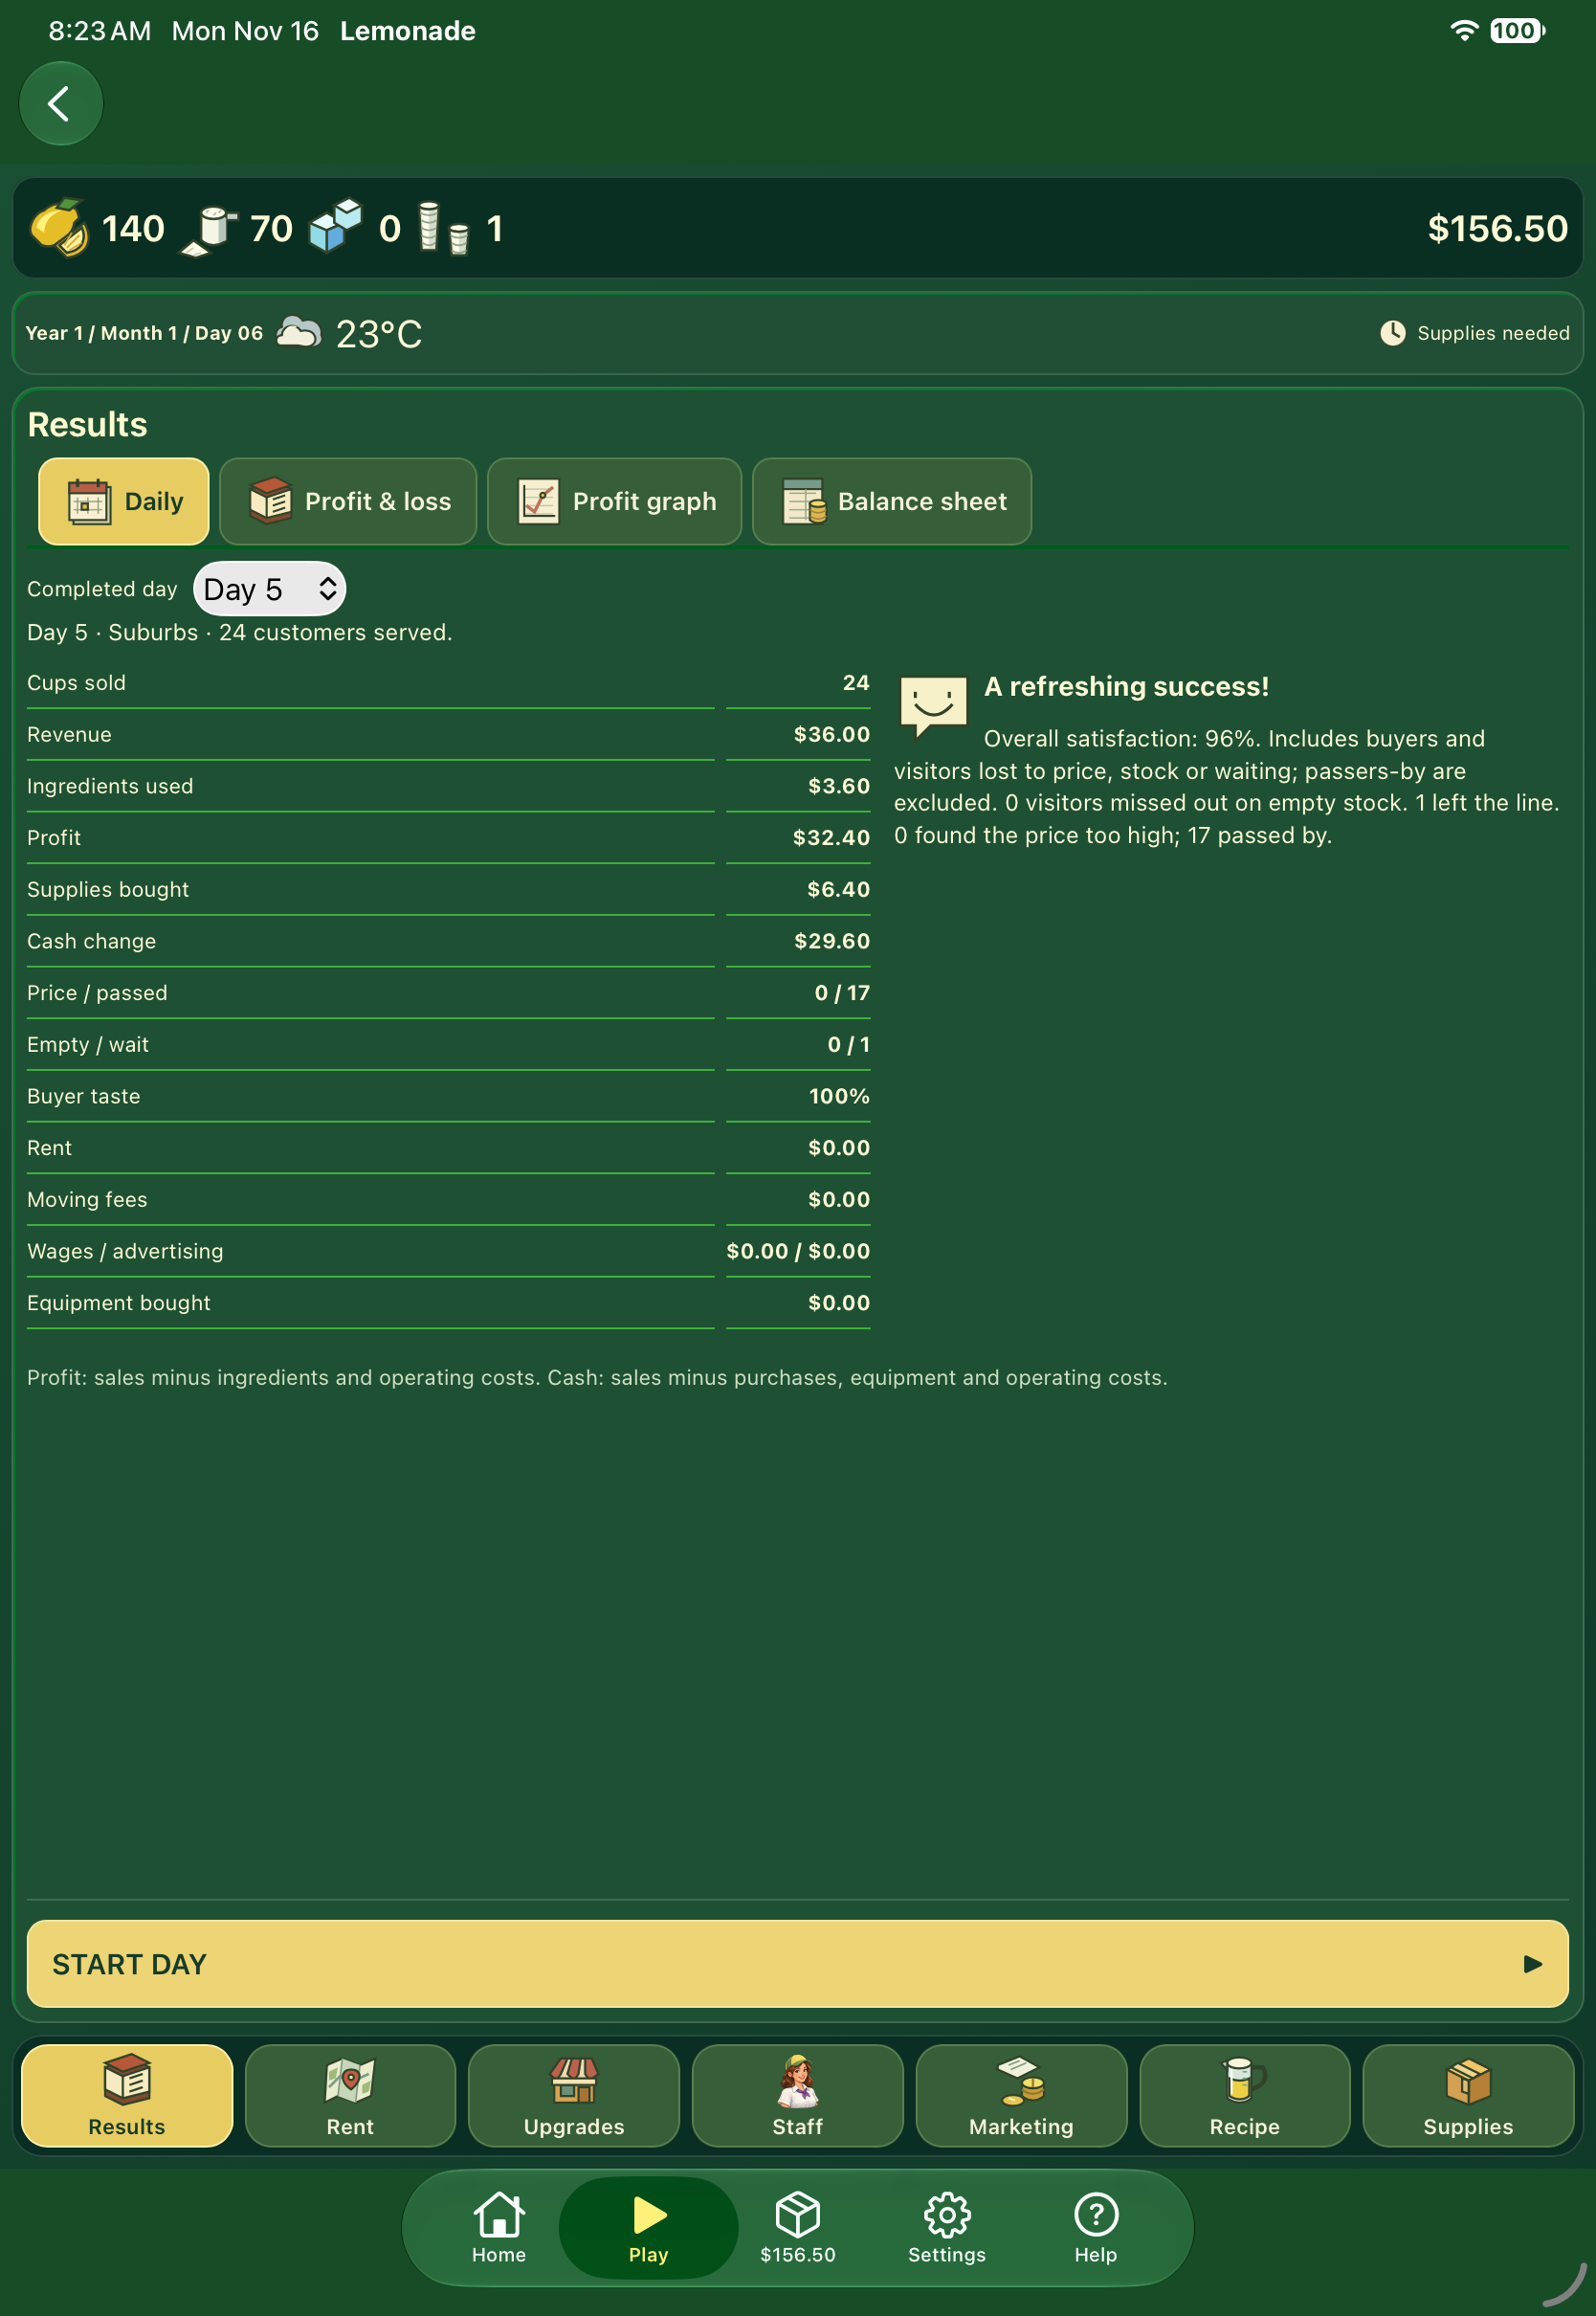 8:23 AM Mon Nov 16 Lemonade
100
140 70 0 1 $156.50
Year 1 / Month 1 / Day 06 23°C Supplies needed
Results
Daily Profit & loss Profit graph Balance sheet
Completed day Day 5
Day 5 · Suburbs · 24 customers served.
Cups sold 24
Revenue $36.00
Ingredients used $3.60
Profit $32.40
Supplies bought $6.40
Cash change $29.60
Price / passed 0 / 17
Empty / wait 0 / 1
Buyer taste 100%
Rent $0.00
Moving fees $0.00
Wages / advertising $0.00 / $0.00
Equipment bought $0.00
A refreshing success!
Overall satisfaction: 96%. Includes buyers and
visitors lost to price, stock or waiting; passers-by are
excluded. 0 visitors missed out on empty stock. 1 left the line.
0 found the price too high; 17 passed by.
Profit: sales minus ingredients and operating costs. Cash: sales minus purchases, equipment and operating costs.
START DAY
Results Rent Upgrades Staff Marketing Recipe Supplies
Home Play $156.50 Settings Help